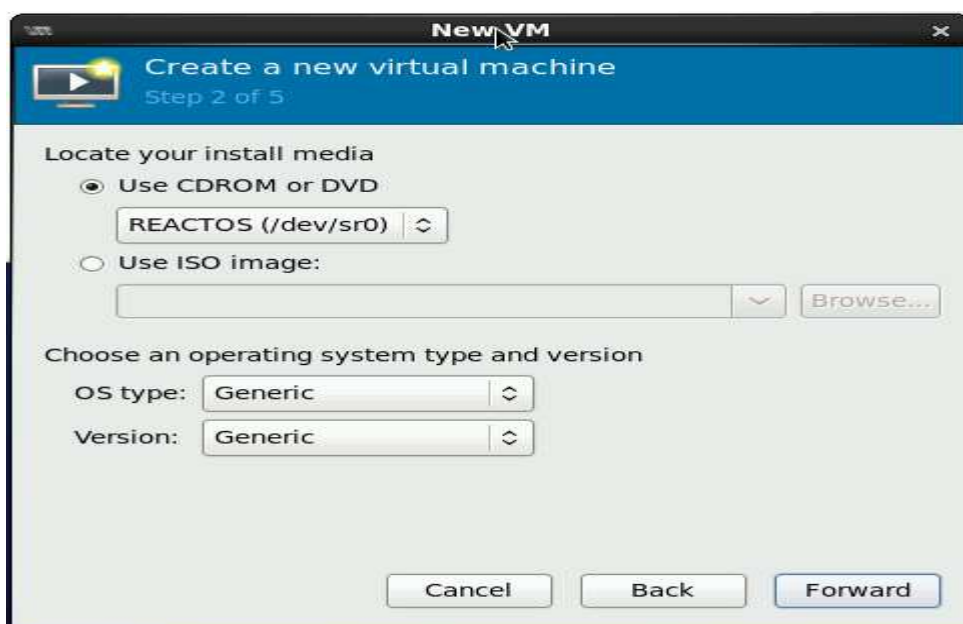 New VM
Create a new virtual machine
Step 2 of 5
Locate your install media
Use CDROM or DVD
REACTOS (/dev/sr0)
Use ISO image:
Browse...
Choose an operating system type and version
OS type: Generic
Version: Generic
Cancel Back Forward